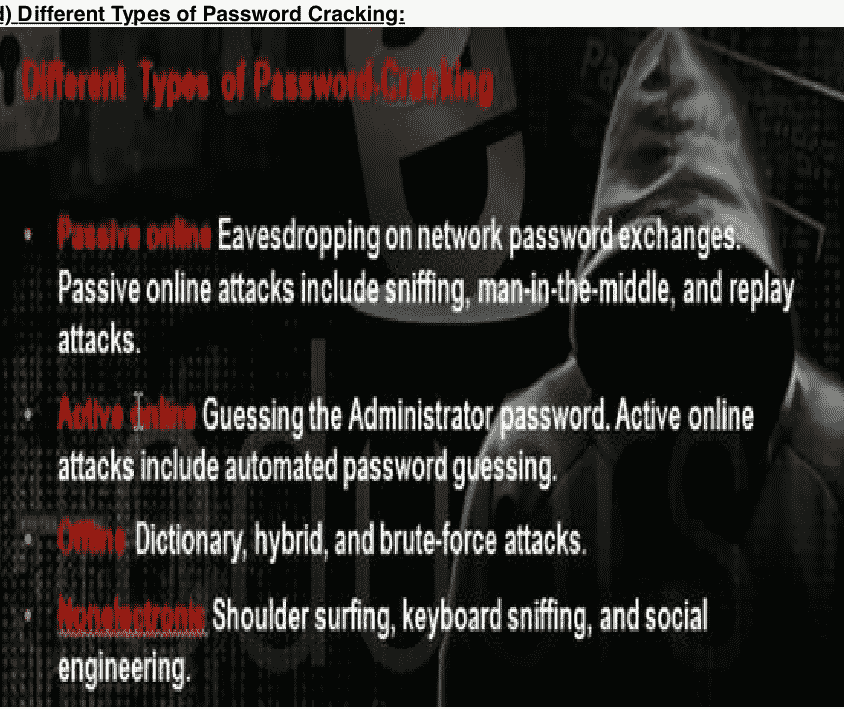 d) Different Types of Password Cracking:
Different Types of Password-Cracking
• Passive online Eavesdropping on network password exchanges.
Passive online attacks include sniffing, man-in-the-middle, and replay
attacks.
• Active online Guessing the Administrator password. Active online
attacks include automated password guessing.
• Offline Dictionary, hybrid, and brute-force attacks.
• Nonelectronic Shoulder surfing, keyboard sniffing, and social
engineering.